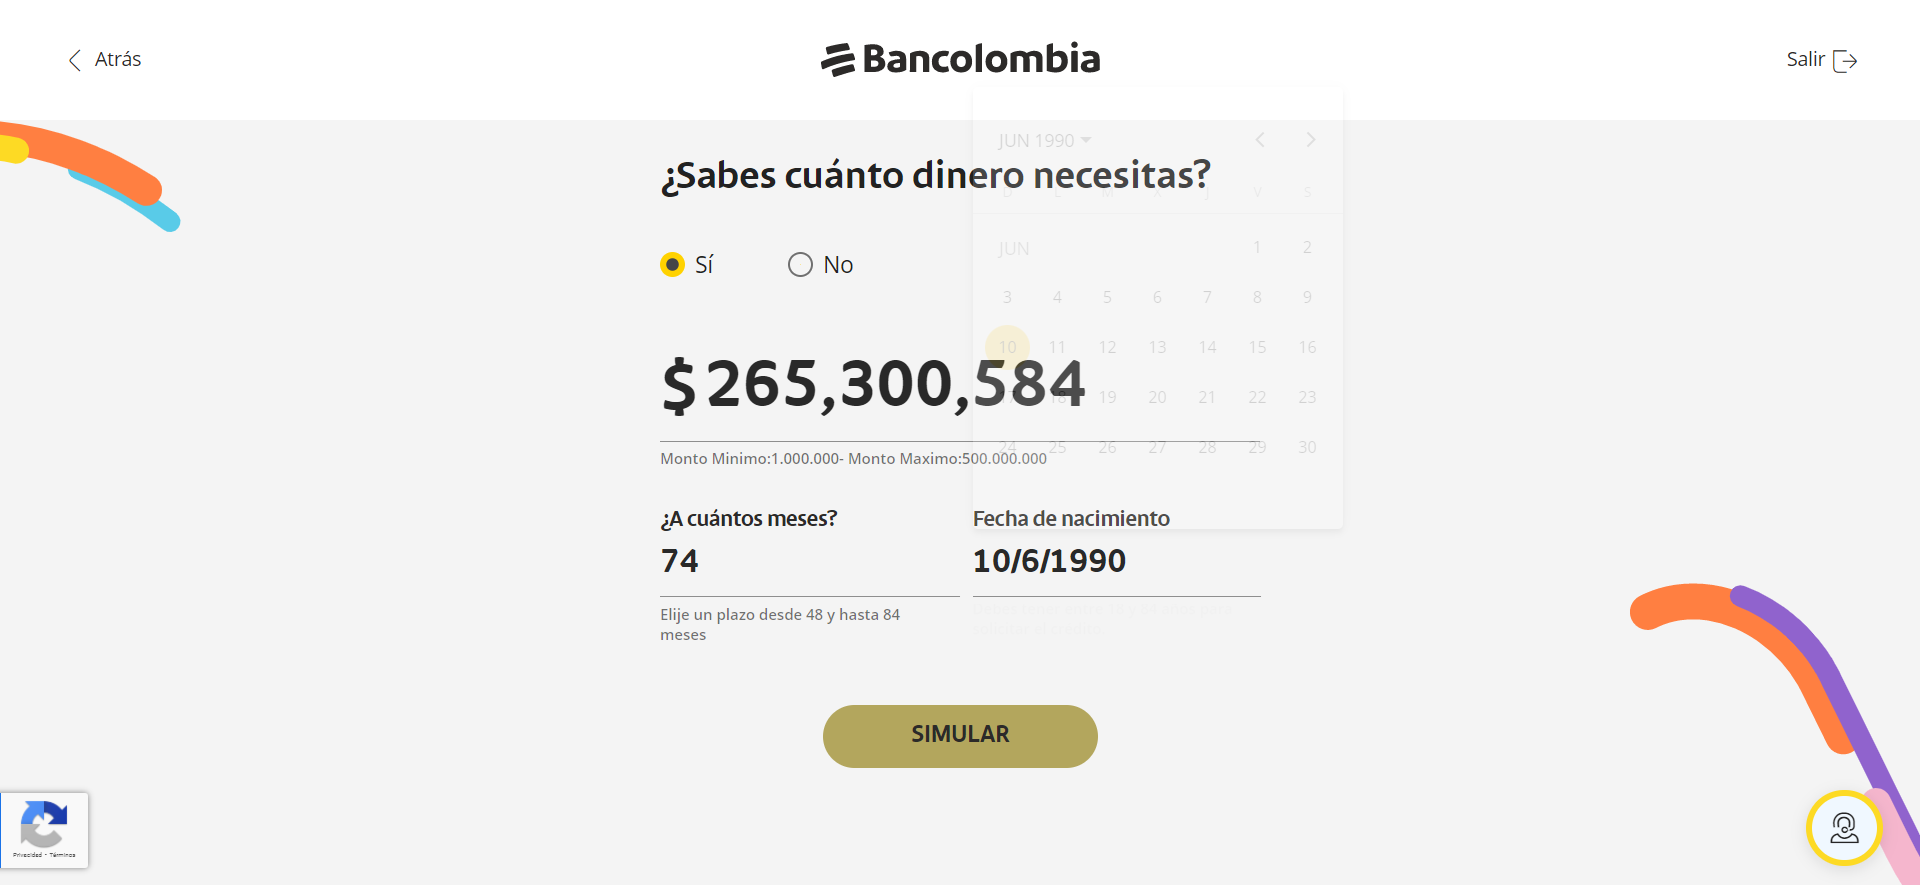 Atrás
Bancolombia
Salir
JUN 1990
¿Sabes cuánto dinero necesitas?
D L M X J V S
Sí
No
JUN 1 2
3 4 5 6 7 8 9
10 11 12 13 14 15 16
$ 265,300,584
17 18 19 20 21 22 23
24 25 26 27 28 29 30
Monto Minimo:1.000.000- Monto Maximo:500.000.000
¿A cuántos meses?
74
Elije un plazo desde 48 y hasta 84
meses
Fecha de nacimiento
10/6/1990
SIMULAR
Privacidad - Términos